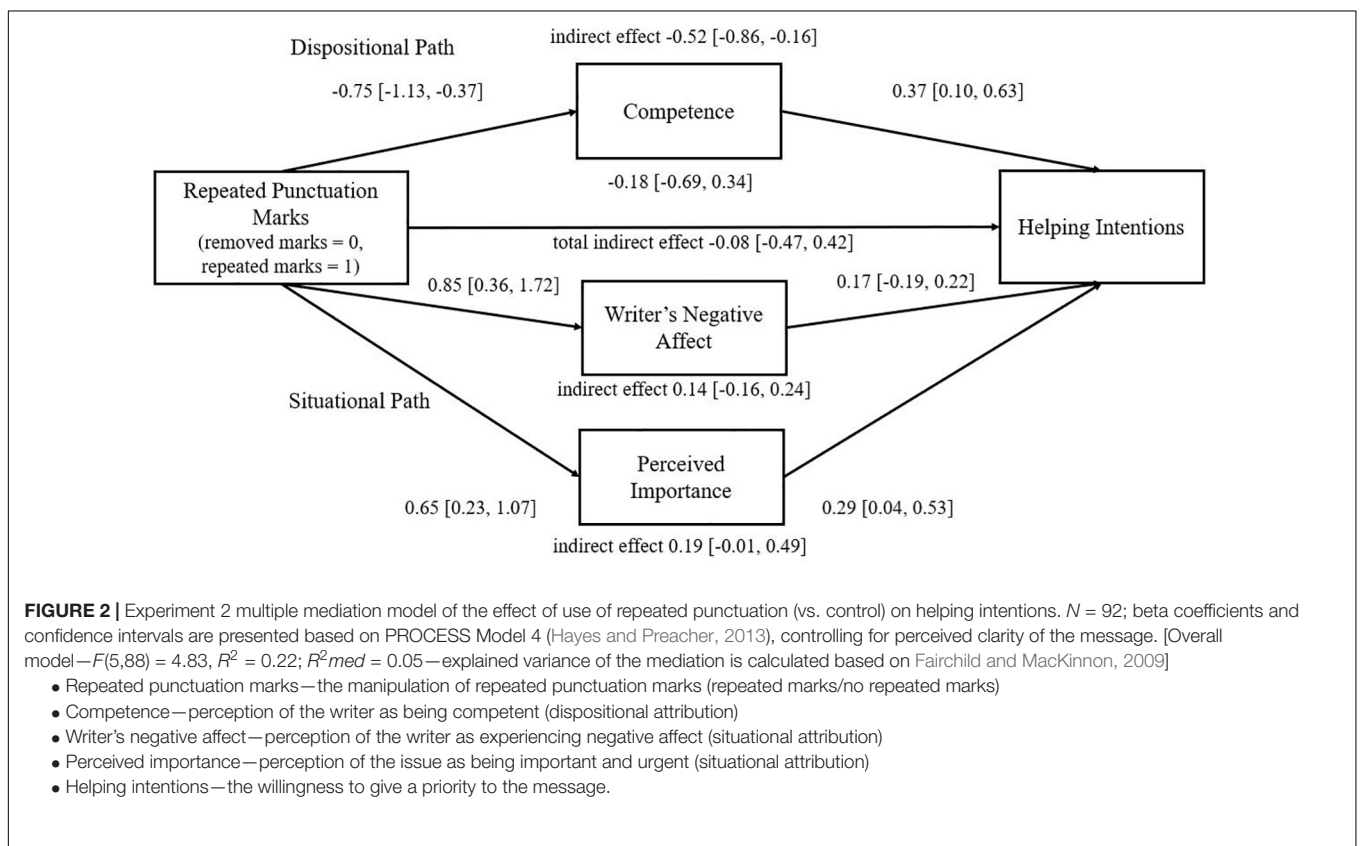 indirect effect -0.52 [-0.86, -0.16]
Dispositional Path
-0.75 [-1.13, -0.37]
0.37 [0.10, 0.63]
Competence
-0.18 [-0.69, 0.34]
Repeated Punctuation
Marks
(removed marks = 0,
repeated marks = 1)
Helping Intentions
total indirect effect -0.08 [-0.47, 0.42]
0.85 [0.36, 1.72]
0.17 [-0.19, 0.22]
Writer's Negative
Affect
indirect effect 0.14 [-0.16, 0.24]
Situational Path
Perceived
Importance
0.65 [0.23, 1.07]
0.29 [0.04, 0.53]
indirect effect 0.19 [-0.01, 0.49]
FIGURE 2 | Experiment 2 multiple mediation model of the effect of use of repeated punctuation (vs. control) on helping intentions. N = 92; beta coefficients and
confidence intervals are presented based on PROCESS Model 4 (Hayes and Preacher, 2013), controlling for perceived clarity of the message. [Overall
model—F(5,88) = 4.83, R² = 0.22; R²med = 0.05—explained variance of the mediation is calculated based on Fairchild and MacKinnon, 2009]
• Repeated punctuation marks—the manipulation of repeated punctuation marks (repeated marks/no repeated marks)
• Competence—perception of the writer as being competent (dispositional attribution)
• Writer's negative affect—perception of the writer as experiencing negative affect (situational attribution)
• Perceived importance—perception of the issue as being important and urgent (situational attribution)
• Helping intentions—the willingness to give a priority to the message.